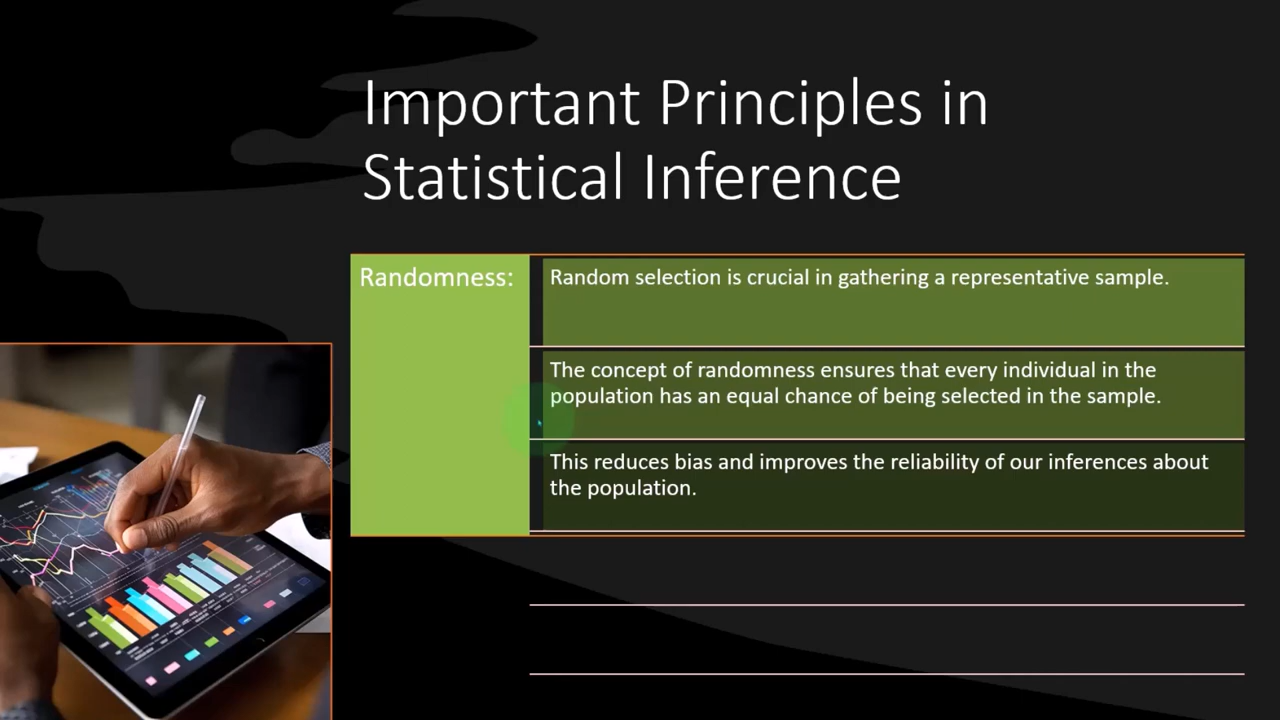 Important Principles in
Statistical Inference
Randomness:
Random selection is crucial in gathering a representative sample.
The concept of randomness ensures that every individual in the
population has an equal chance of being selected in the sample.
This reduces bias and improves the reliability of our inferences about
the population.